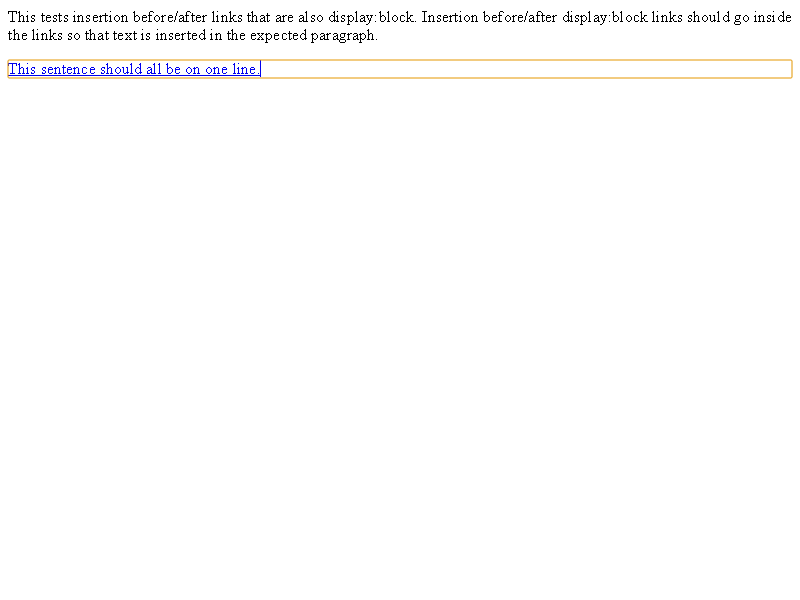 This tests insertion before/after links that are also display:block. Insertion before/after display:block links should go inside
the links so that text is inserted in the expected paragraph.
This sentence should all be on one line.